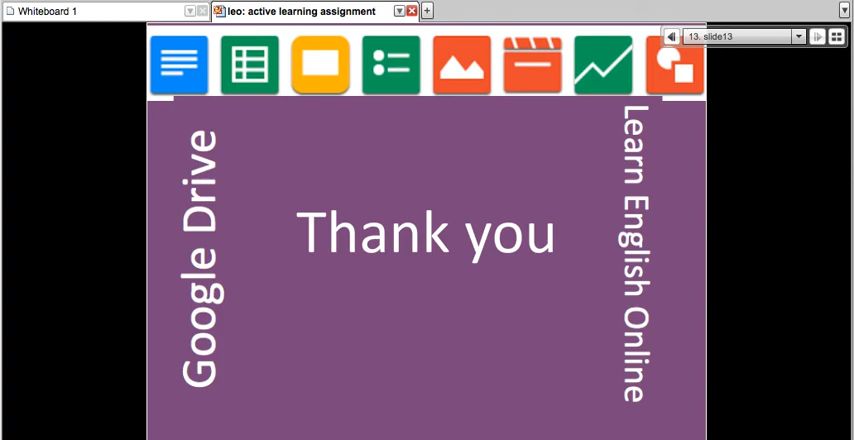 Whiteboard 1
leo: active learning assignment
13. slide13
Google Drive
Thank you
Learn English Online